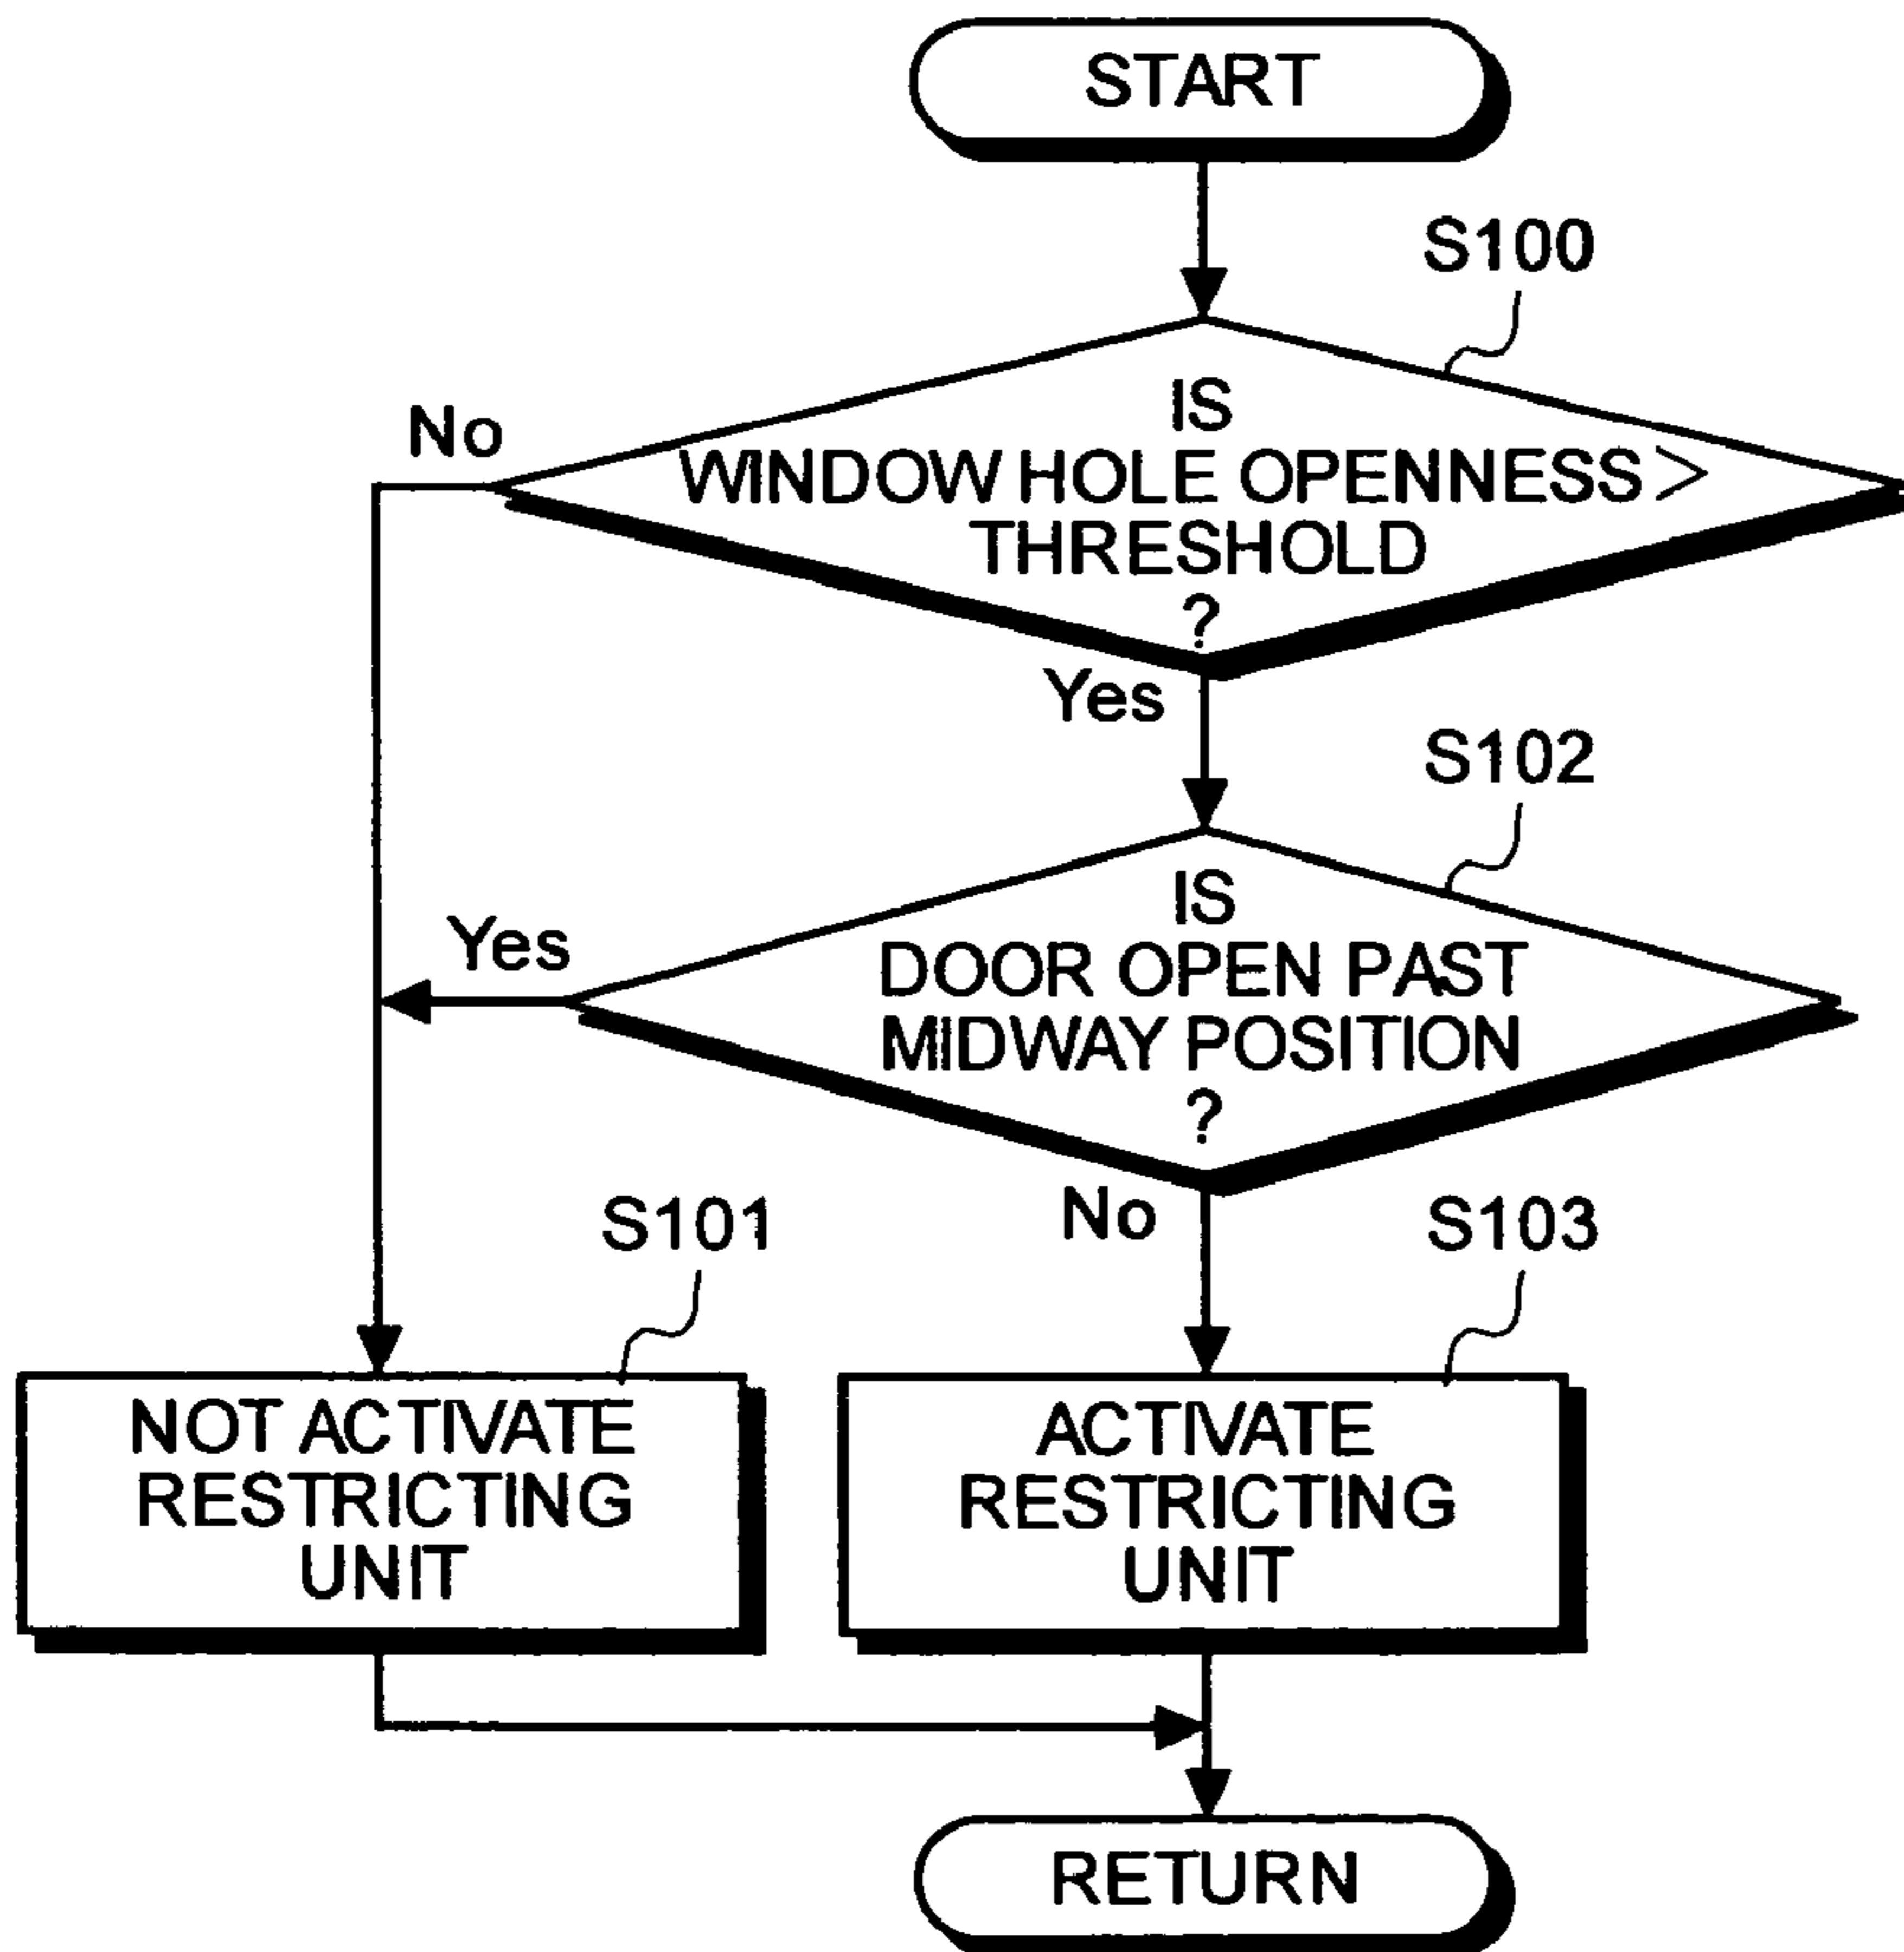 START
S100
No
IS
WINDOW HOLE OPENNESS >
THRESHOLD
?
Yes
S102
IS
DOOR OPEN PAST
MIDWAY POSITION
?
Yes
No
S101
S103
NOT ACTIVATE
RESTRICTING
UNIT
ACTIVATE
RESTRICTING
UNIT
RETURN